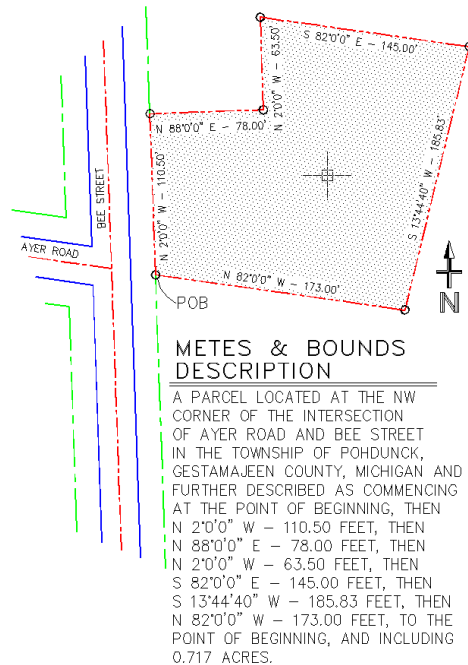 N 2°0'0" W – 63.50'
S 82°0'0" E – 145.00'
N 88°0'0" E – 78.00'
S 13°44'40" W – 185.83'
BEE STREET
N 2°0'0" W – 110.50'
AYER ROAD
N 82°0'0" W – 173.00'
POB
N
METES & BOUNDS
DESCRIPTION
A PARCEL LOCATED AT THE NW
CORNER OF THE INTERSECTION
OF AYER ROAD AND BEE STREET
IN THE TOWNSHIP OF POHDUNCK,
GESTAMAJEEN COUNTY, MICHIGAN AND
FURTHER DESCRIBED AS COMMENCING
AT THE POINT OF BEGINNING, THEN
N 2°0'0" W – 110.50 FEET, THEN
N 88°0'0" E – 78.00 FEET, THEN
N 2°0'0" W – 63.50 FEET, THEN
S 82°0'0" E – 145.00 FEET, THEN
S 13°44'40" W – 185.83 FEET, THEN
N 82°0'0" W – 173.00 FEET, TO THE
POINT OF BEGINNING, AND INCLUDING
0.717 ACRES.